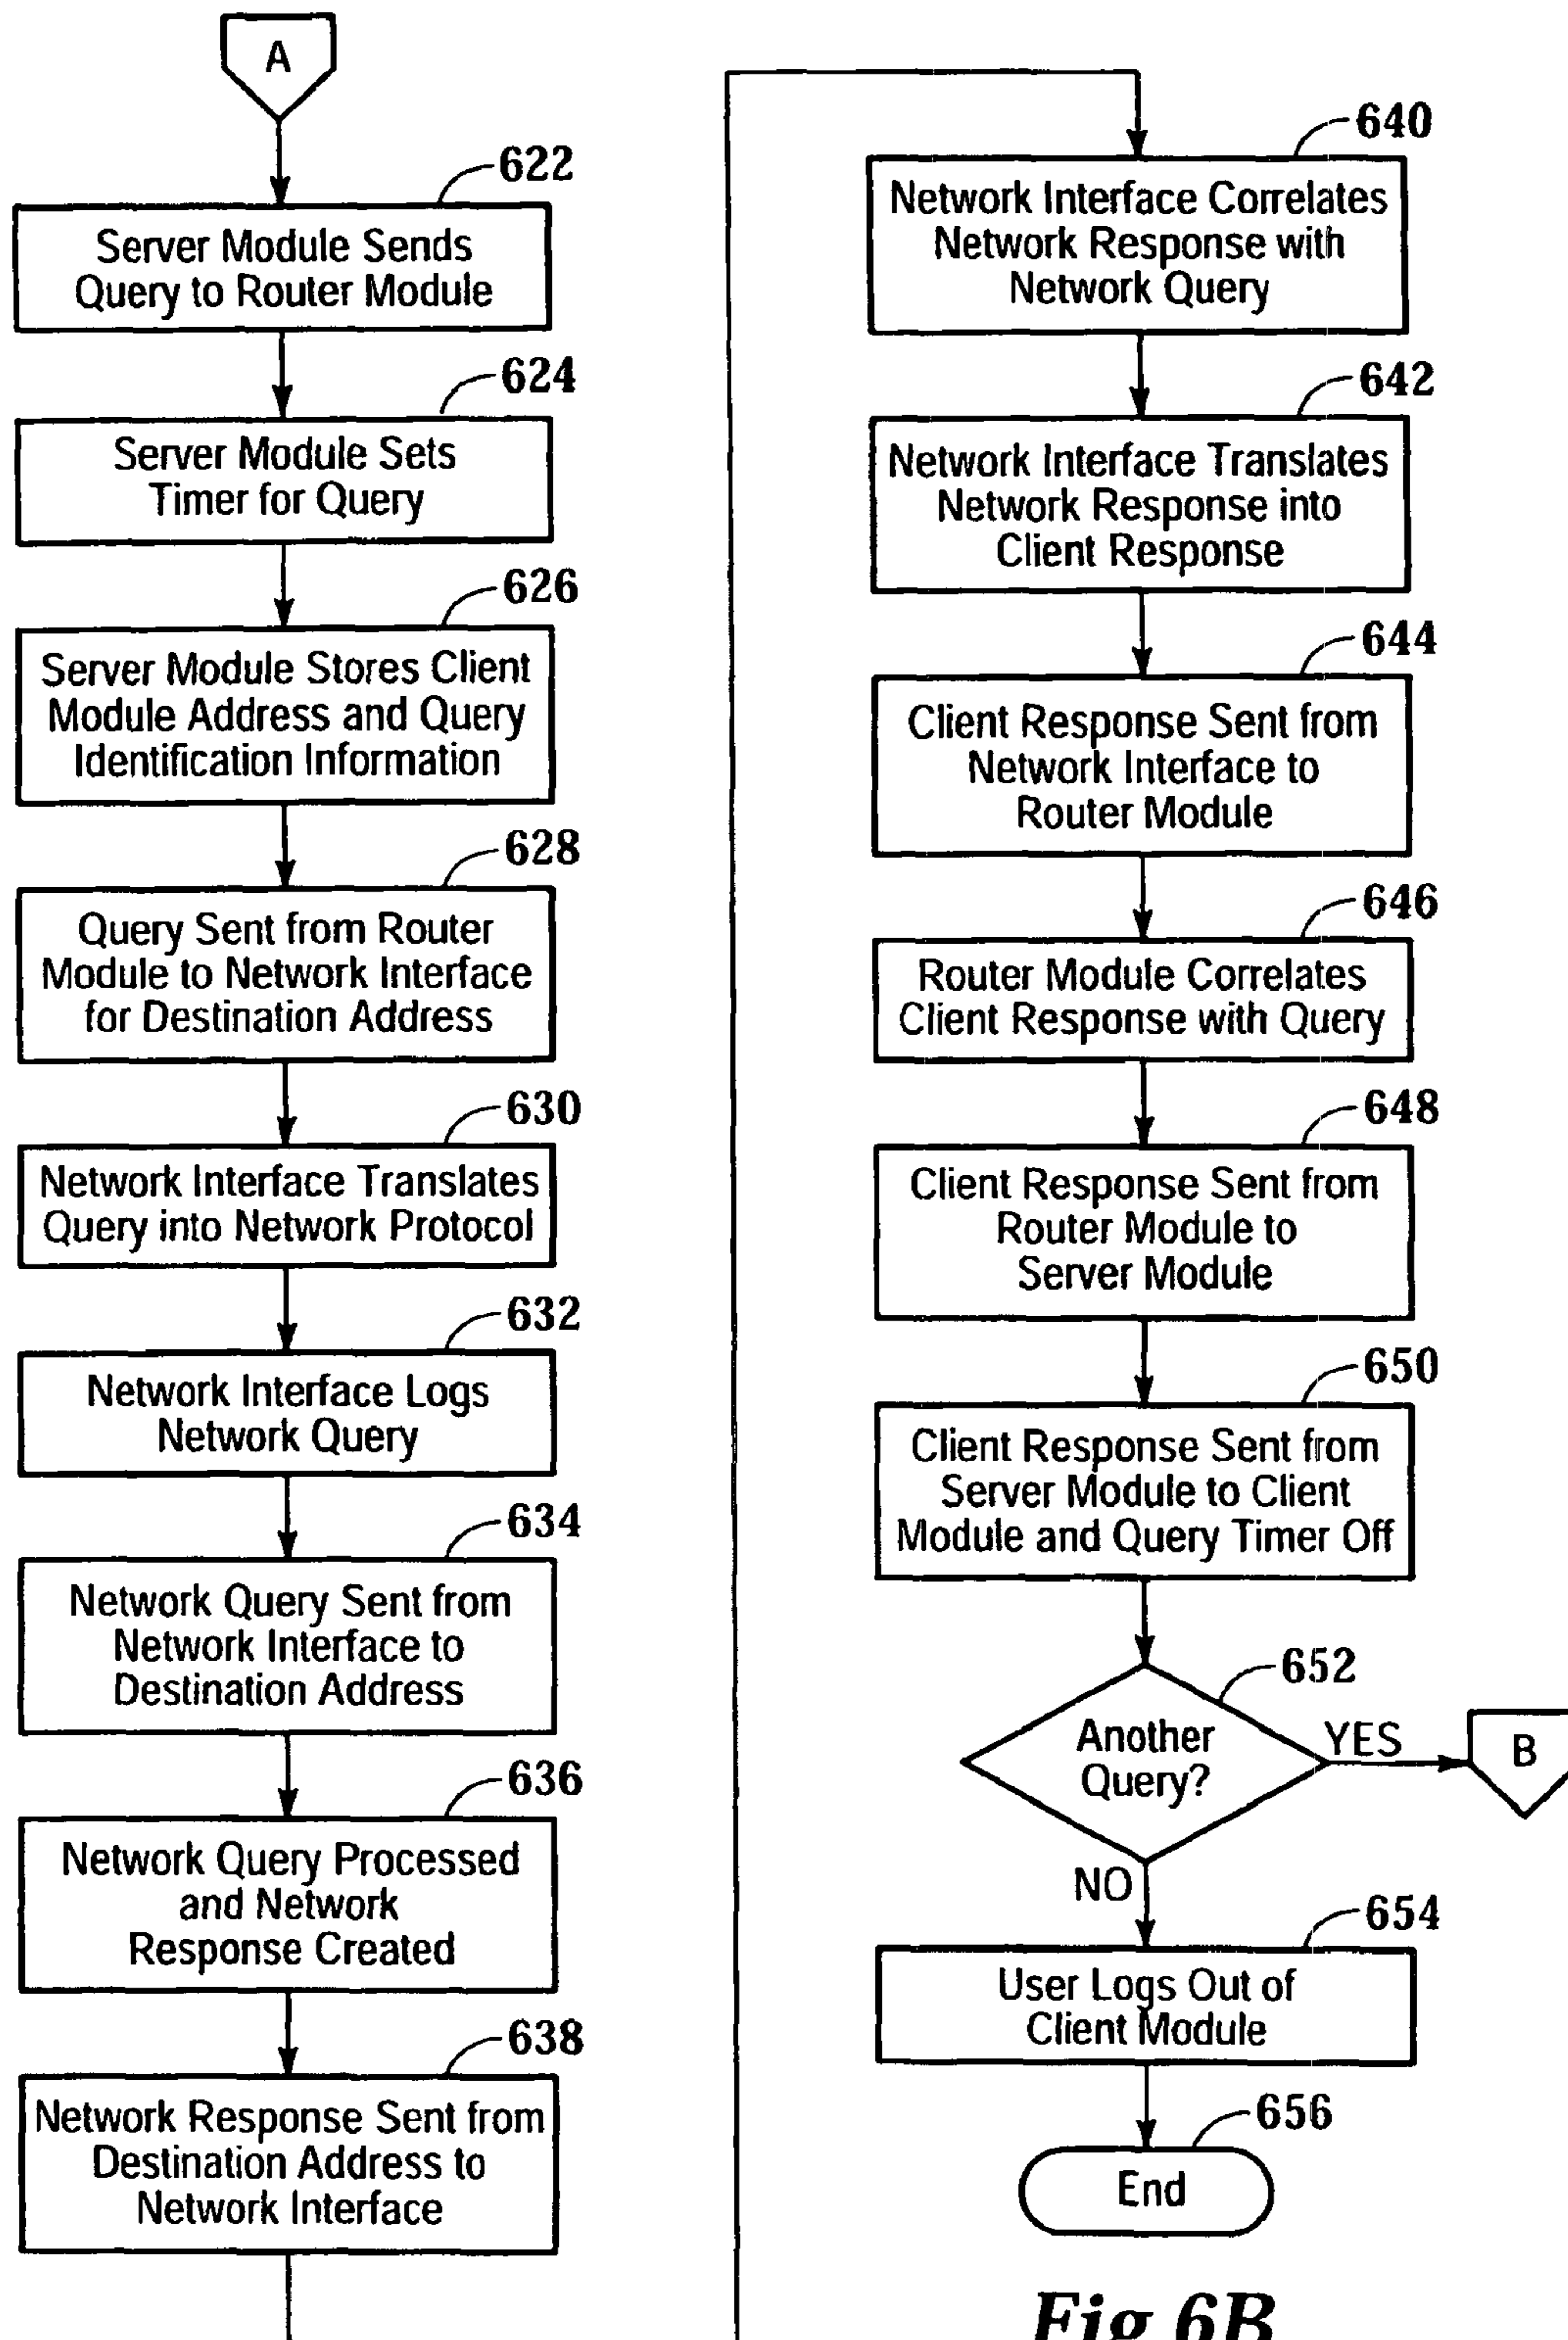 A
622
Server Module Sends
Query to Router Module
624
Server Module Sets
Timer for Query
626
Server Module Stores Client
Module Address and Query
Identification Information
628
Query Sent from Router
Module to Network Interface
for Destination Address
630
Network Interface Translates
Query into Network Protocol
632
Network Interface Logs
Network Query
634
Network Query Sent from
Network Interface to
Destination Address
636
Network Query Processed
and Network
Response Created
638
Network Response Sent from
Destination Address to
Network Interface
640
Network Interface Correlates
Network Response with
Network Query
642
Network Interface Translates
Network Response into
Client Response
644
Client Response Sent from
Network Interface to
Router Module
646
Router Module Correlates
Client Response with Query
648
Client Response Sent from
Router Module to
Server Module
650
Client Response Sent from
Server Module to Client
Module and Query Timer Off
652
Another
Query?
YES
B
NO
654
User Logs Out of
Client Module
656
End
Fig 6B